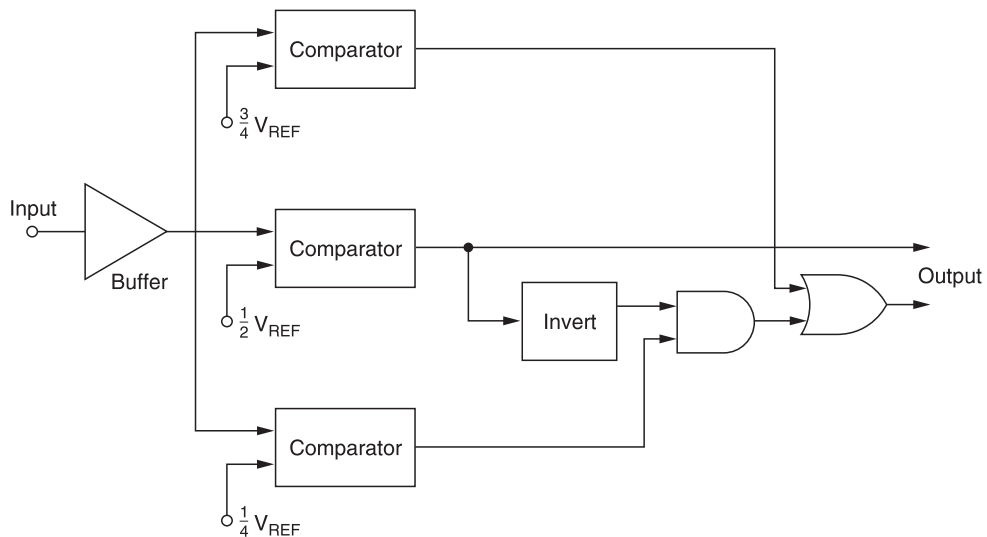 Comparator
3/4 VREF
Input
Buffer
Comparator
1/2 VREF
Output
Invert
Comparator
1/4 VREF